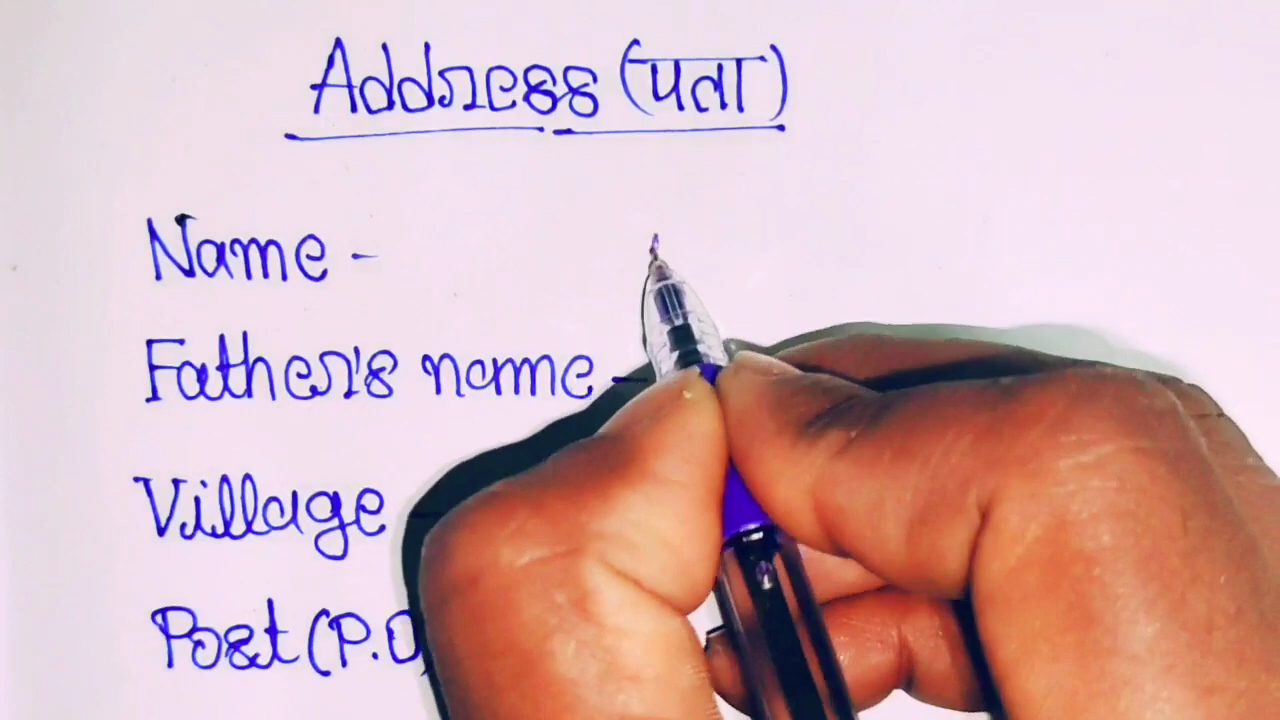 Address (पता)
Name -
Father's name -
Village -
Post (P.O